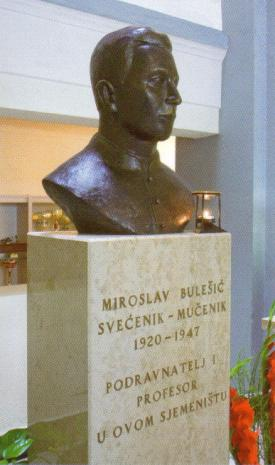 MIROSLAV BULEŠIĆ
SVEĆENIK - MUČENIK
1920-1947
PODRAVNATELJ I
PROFESOR
U OVOM SJEMENIŠTU